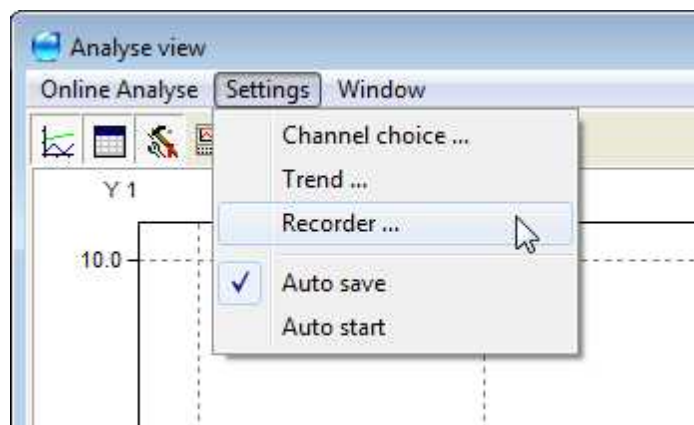 Analyse view
Online Analyse Settings Window
Channel choice ...
Y 1
Trend ...
Recorder ...
10.0
Auto save
Auto start